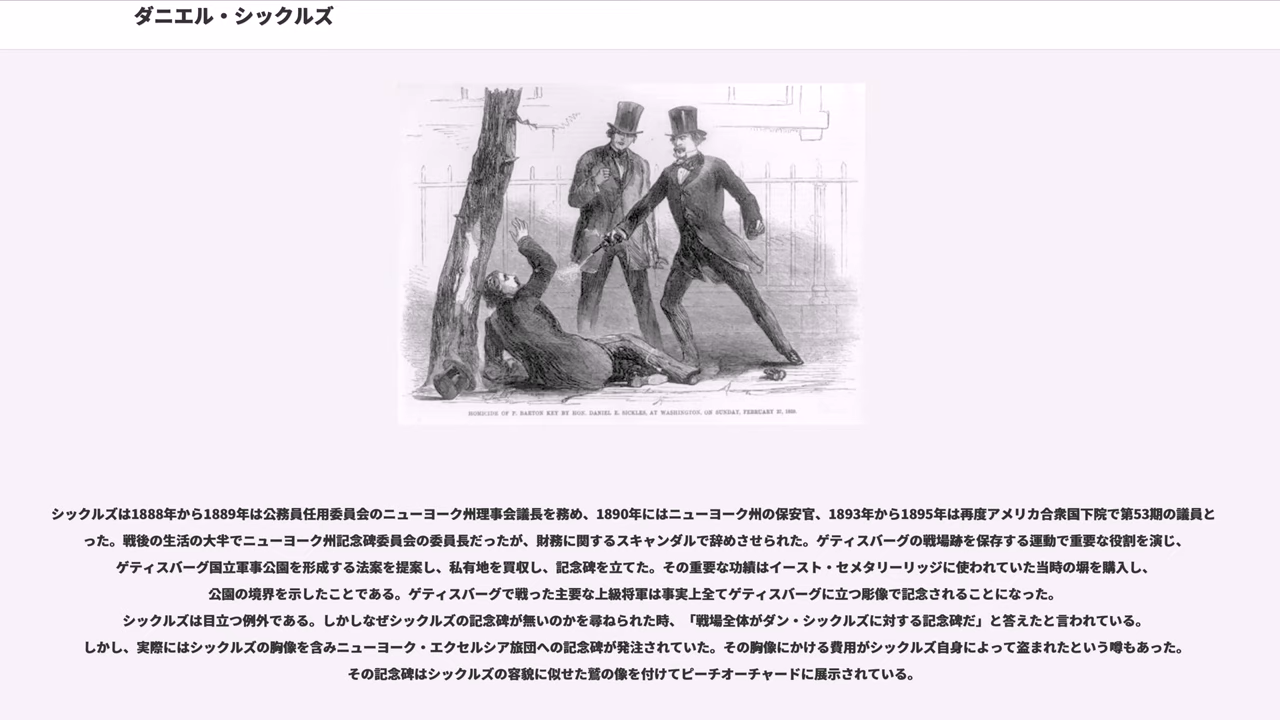 ダニエル・シックルズ
HOMICIDE OF P. BARTON KEY BY HON. DANIEL E. SICKLES, AT WASHINGTON, ON SUNDAY, FEBRUARY 27, 1859.
シックルズは1888年から1889年は公務員任用委員会のニューヨーク州理事会議長を務め、1890年にはニューヨーク州の保安官、1893年から1895年は再度アメリカ合衆国下院で第53期の議員と
った。戦後の生活の大半でニューヨーク州記念碑委員会の委員長だったが、財務に関するスキャンダルで辞めさせられた。ゲティスバーグの戦場跡を保存する運動で重要な役割を演じ、
ゲティスバーグ国立軍事公園を形成する法案を提案し、私有地を買収し、記念碑を立てた。その重要な功績はイースト・セメタリーリッジに使われていた当時の塀を購入し、
公園の境界を示したことである。ゲティスバーグで戦った主要な上級将軍は事実上全てゲティスバーグに立つ彫像で記念されることになった。
シックルズは目立つ例外である。しかしなぜシックルズの記念碑が無いのかを尋ねられた時、「戦場全体がダン・シックルズに対する記念碑だ」と答えたと言われている。
しかし、実際にはシックルズの胸像を含みニューヨーク・エクセルシア旅団への記念碑が発注されていた。その胸像にかける費用がシックルズ自身によって盗まれたという噂もあった。
その記念碑はシックルズの容貌に似せた鷲の像を付けてピーチオーチャードに展示されている。